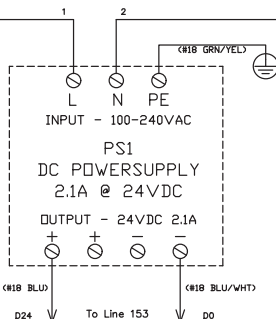 1 2
(#18 GRN/YEL)
L N PE
INPUT - 100-240VAC
PS1
DC POWERSUPPLY
2.1A @ 24VDC
OUTPUT - 24VDC 2.1A
+ + - -
(#18 BLU) (#18 BLU/WHT)
D24 To Line 153 D0